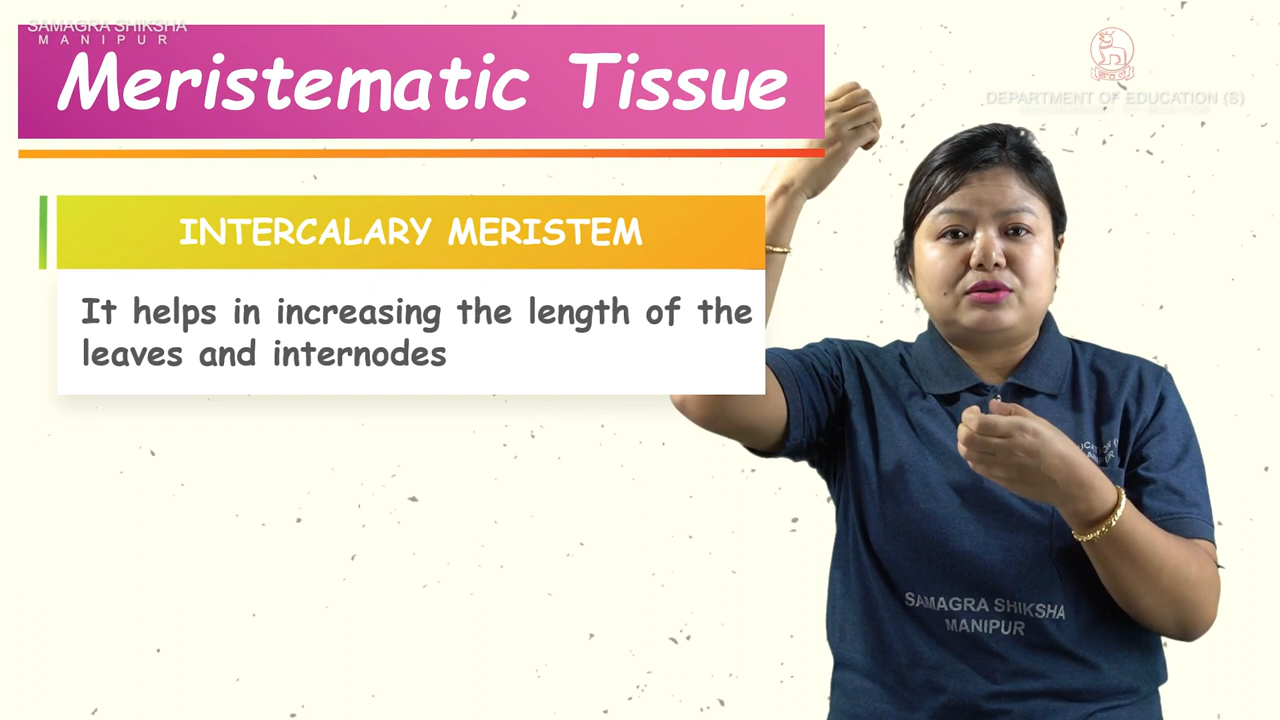 SAMAGRA SHIKSHA
MANIPUR
Meristematic Tissue
DEPARTMENT OF EDUCATION (S)
INTERCALARY MERISTEM
It helps in increasing the length of the
leaves and internodes
SAMAGRA SHIKSHA
MANIPUR